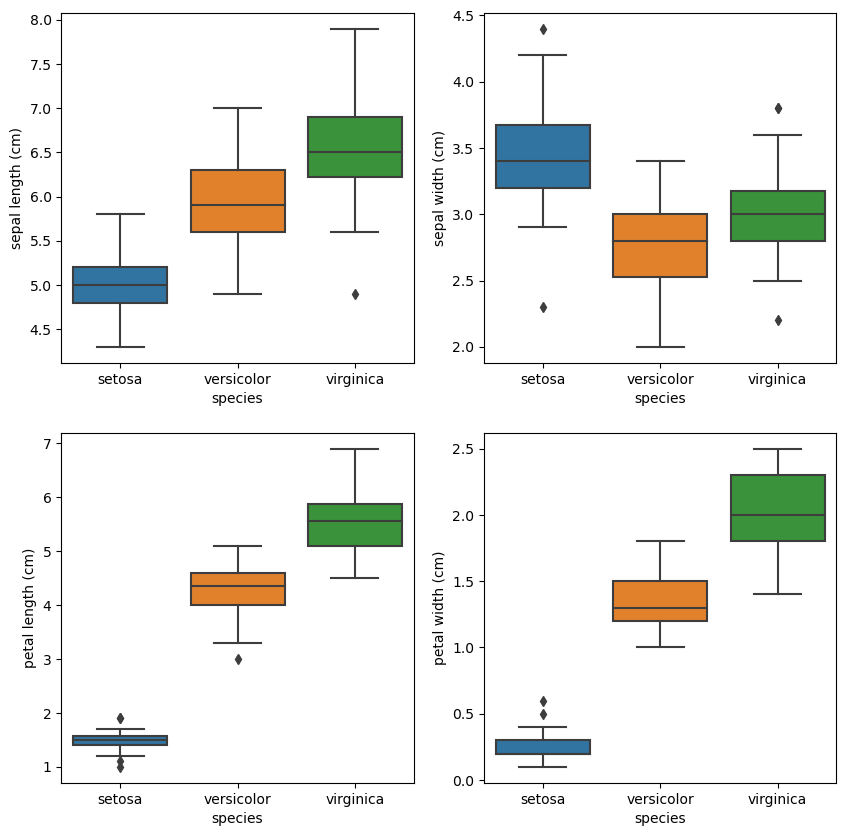 sepal length (cm)
8.0
7.5
7.0
6.5
6.0
5.5
5.0
4.5
setosa versicolor virginica
species
sepal width (cm)
4.5
4.0
3.5
3.0
2.5
2.0
setosa versicolor virginica
species
petal length (cm)
7
6
5
4
3
2
1
setosa versicolor virginica
species
petal width (cm)
2.5
2.0
1.5
1.0
0.5
0.0
setosa versicolor virginica
species